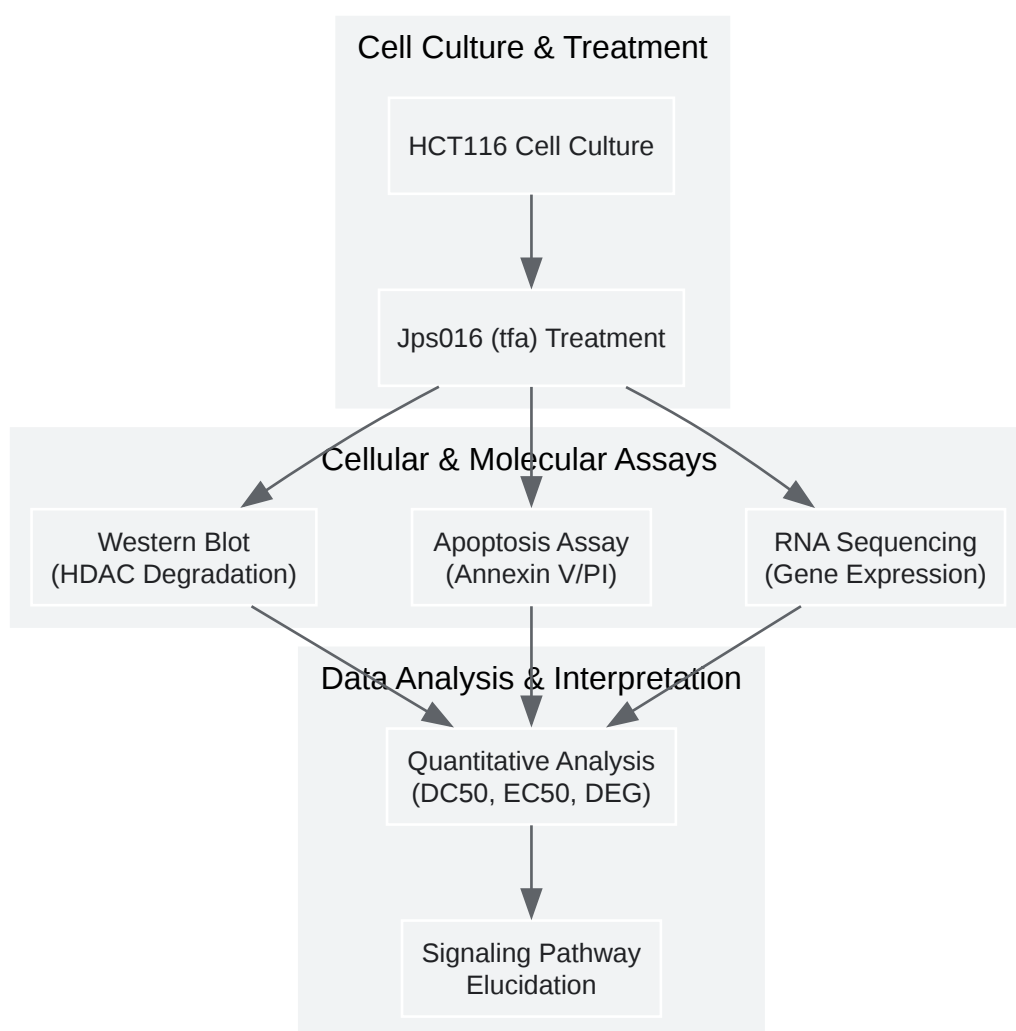 Cell Culture & Treatment
HCT116 Cell Culture
Jps016 (tfa) Treatment
Cellular & Molecular Assays
Western Blot
(HDAC Degradation)
Apoptosis Assay
(Annexin V/PI)
RNA Sequencing
(Gene Expression)
Data Analysis & Interpretation
Quantitative Analysis
(DC50, EC50, DEG)
Signaling Pathway
Elucidation